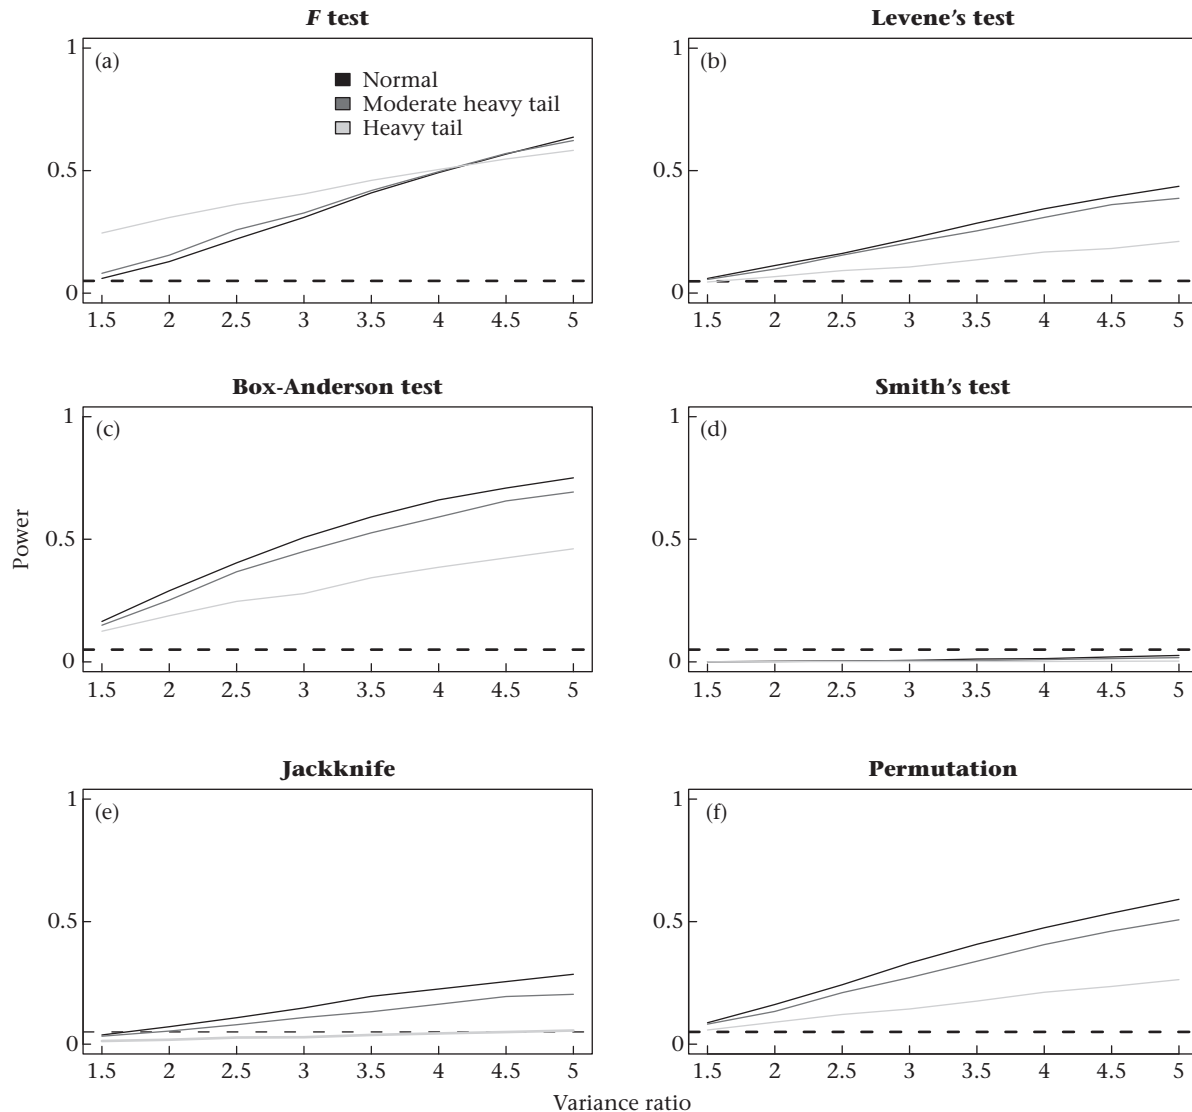 F test
(a)
1
0.5
0
Normal
Moderate heavy tail
Heavy tail
1.5 2 2.5 3 3.5 4 4.5 5
Levene's test
(b)
1
0.5
0
1.5 2 2.5 3 3.5 4 4.5 5
Box-Anderson test
(c)
1
0.5
0
1.5 2 2.5 3 3.5 4 4.5 5
Smith's test
(d)
1
0.5
0
1.5 2 2.5 3 3.5 4 4.5 5
Power
Jackknife
(e)
1
0.5
0
1.5 2 2.5 3 3.5 4 4.5 5
Permutation
(f)
1
0.5
0
1.5 2 2.5 3 3.5 4 4.5 5
Variance ratio